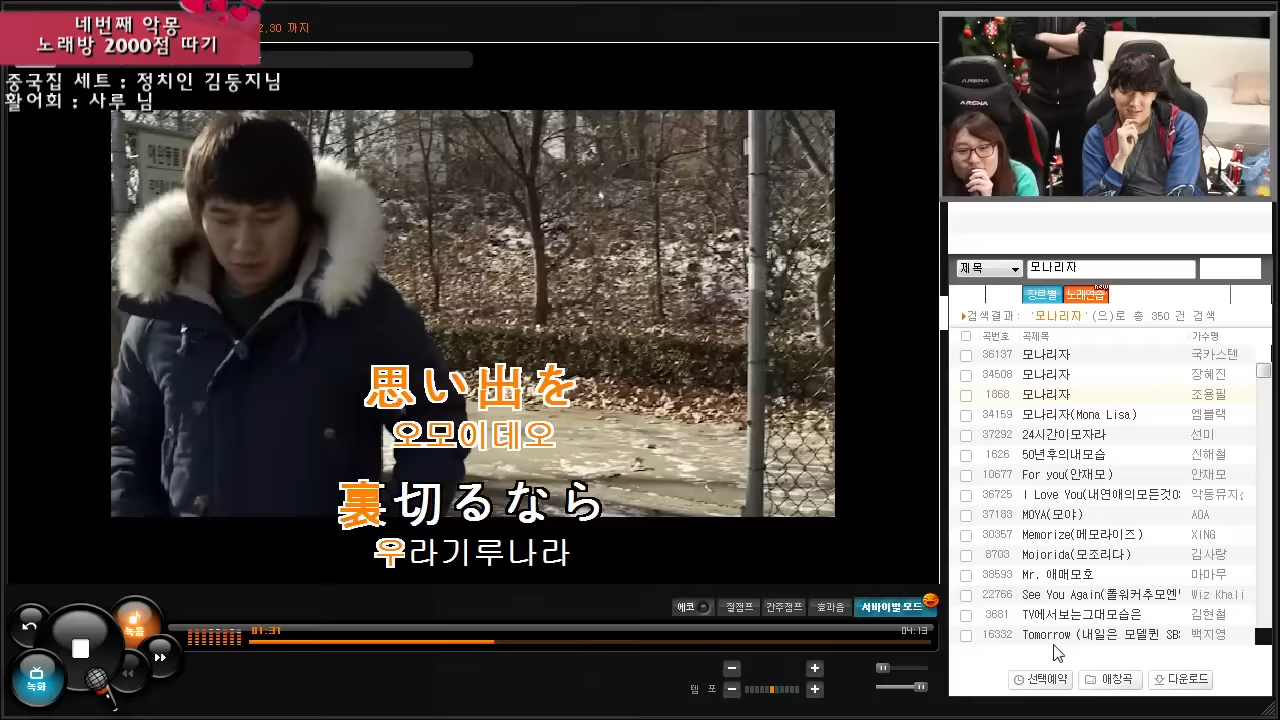 네번째 악몽
노래방 2000점 따기
2.30 까지
중국집 세트 : 정치인 김둥지님
활어회 : 사루 님
ARENA
ARENA
思い出を
오모이데오
裏切るなら
우라기루나라
제목
모나리자
장르별
노래연습
new
검색결과 : '모나리자' (으)로 총 350 건 검색
곡번호 곡제목 가수명
36137 모나리자 국카스텐
34508 모나리자 장혜진
1868 모나리자 조용필
34159 모나리자(Mona Lisa) 엠블랙
37292 24시간이모자라 선미
1626 50년후의내모습 신해철
10677 For you(안재모) 안재모
36725 I Love You(내연애의모든것O 악동뮤지
37183 MOYA(모야) AOA
30357 Memorize(메모라이즈) XING
8703 Mojorida(모조리다) 김사랑
38593 Mr. 애매모호 마마무
22766 See You Again(폴워커추모엔' Wiz Khali
3681 TV에서보는그대모습은 김현철
16332 Tomorrow (내일은 모델퀸 SB 백지영
선택예약
애창곡
다운로드
에코
절점프
간주점프
효과음
서바이벌 모드
녹음
01:31
04:13
녹화
템 포